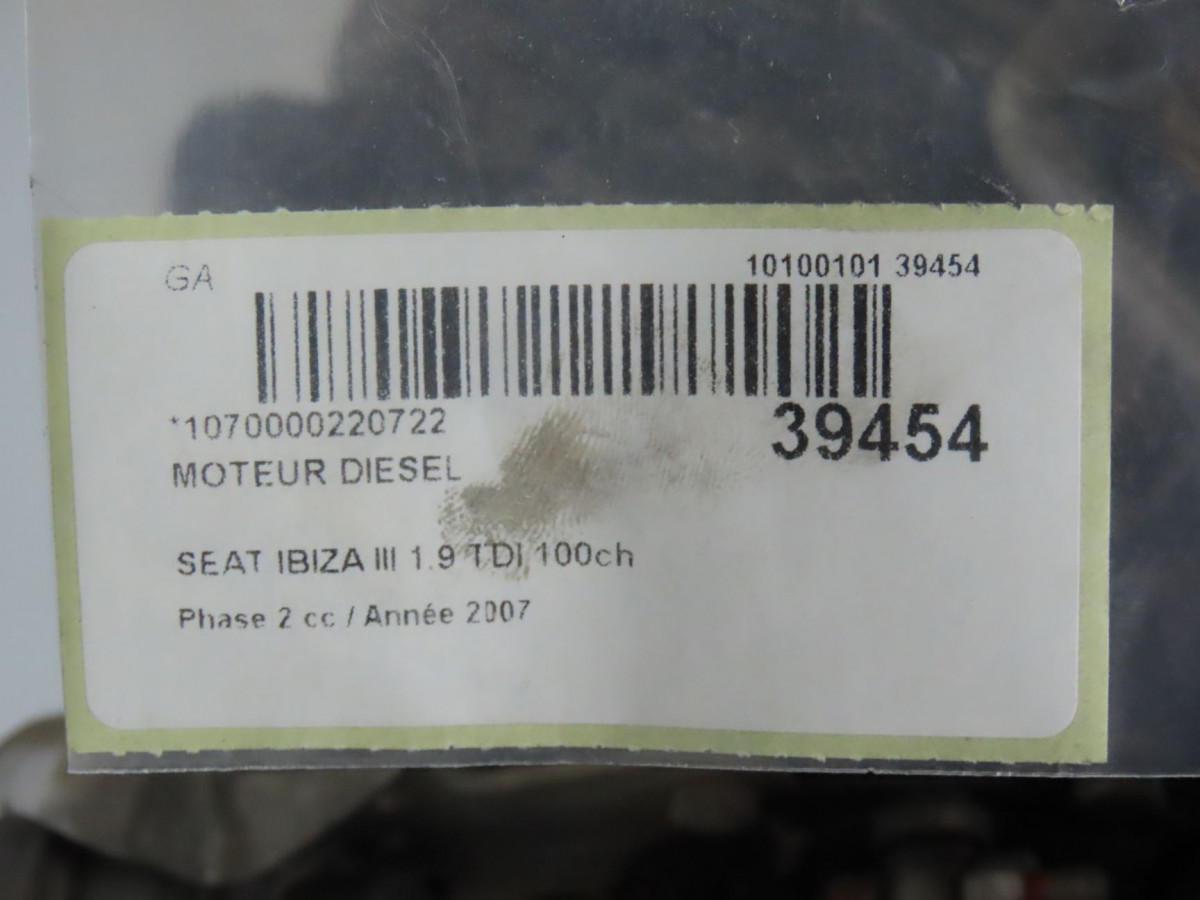 GA
10100101 39454
*1070000220722
39454
MOTEUR DIESEL
SEAT IBIZA III 1.9 TDI 100ch
Phase 2 cc / Année 2007